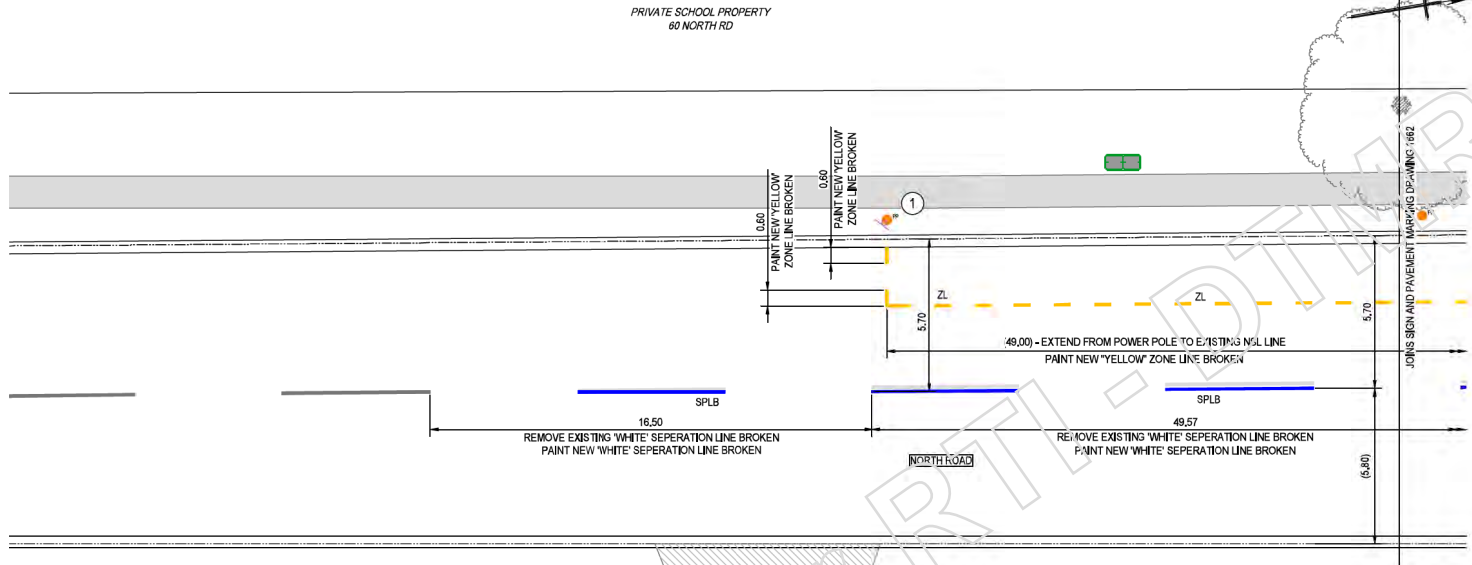 PRIVATE SCHOOL PROPERTY
60 NORTH RD
0.60
PAINT NEW 'YELLOW'
ZONE LINE BROKEN
0.60
PAINT NEW 'YELLOW'
ZONE LINE BROKEN
PP
1
JOINS SIGN AND PAVEMENT MARKING DRAWING 1662
ZL
ZL
5.70
5.70
(49.00) - EXTEND FROM POWER POLE TO EXISTING NSL LINE
PAINT NEW "YELLOW" ZONE LINE BROKEN
SPLB
SPLB
16.50
REMOVE EXISTING 'WHITE' SEPERATION LINE BROKEN
PAINT NEW 'WHITE' SEPERATION LINE BROKEN
49.57
REMOVE EXISTING 'WHITE' SEPERATION LINE BROKEN
PAINT NEW 'WHITE' SEPERATION LINE BROKEN
NORTH ROAD
(5.80)
RTI - DTMR